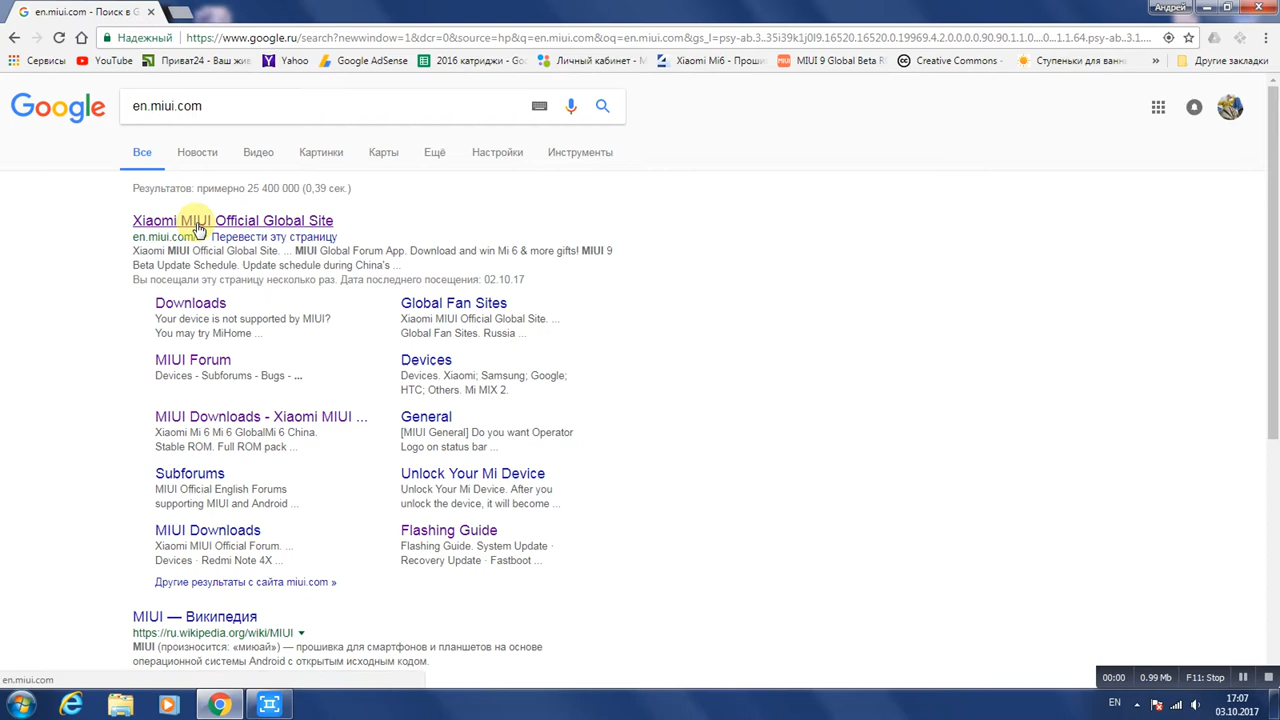 en.miui.com - Поиск в G
Андрей
Надежный
https://www.google.ru/search?newwindow=1&dcr=0&source=hp&q=en.miui.com&oq=en.miui.com&gs_l=psy-ab.3..35i39k1j0l9.16520.16520.0.19969.4.2.0.0.0.0.90.90.1.1.0....0...1.1.64.psy-ab..3.1.
Сервисы
YouTube
Приват24 - Ваш жив
Yahoo
Google AdSense
2016 катриджи - Goo
Личный кабинет - M
Xiaomi Mi6 - Прошив
MIUI 9 Global Beta R
Creative Commons -
Ступеньки для ванн
»
Другие закладки
Google
en.miui.com
Все
Новости
Видео
Картинки
Карты
Ещё
Настройки
Инструменты
Результатов: примерно 25 400 000 (0,39 сек.)
Xiaomi MIUI Official Global Site
en.miui.com/ Перевести эту страницу
Xiaomi MIUI Official Global Site. ... MIUI Global Forum App. Download and win Mi 6 & more gifts! MIUI 9
Beta Update Schedule. Update schedule during China's ...
Вы посещали эту страницу несколько раз. Дата последнего посещения: 02.10.17
Downloads
Your device is not supported by MIUI?
You may try MiHome ...
Global Fan Sites
Xiaomi MIUI Official Global Site. ...
Global Fan Sites. Russia ...
MIUI Forum
Devices - Subforums - Bugs - ...
Devices
Devices. Xiaomi; Samsung; Google;
HTC; Others. Mi MIX 2.
MIUI Downloads - Xiaomi MIUI ...
Xiaomi Mi 6 Mi 6 GlobalMi 6 China.
Stable ROM. Full ROM pack ...
General
[MIUI General] Do you want Operator
Logo on status bar ...
Subforums
MIUI Official English Forums
supporting MIUI and Android ...
Unlock Your Mi Device
Unlock Your Mi Device. After you
unlock the device, it will become ...
MIUI Downloads
Xiaomi MIUI Official Forum. ...
Devices · Redmi Note 4X ...
Flashing Guide
Flashing Guide. System Update ·
Recovery Update · Fastboot ...
Другие результаты с сайта miui.com »
MIUI — Википедия
https://ru.wikipedia.org/wiki/MIUI
MIUI (произносится: «миюай») — прошивка для смартфонов и планшетов на основе
операционной системы Android с открытым исходным кодом.
en.miui.com
00:00
0.99 Mb
F11: Stop
EN
17:07
03.10.2017